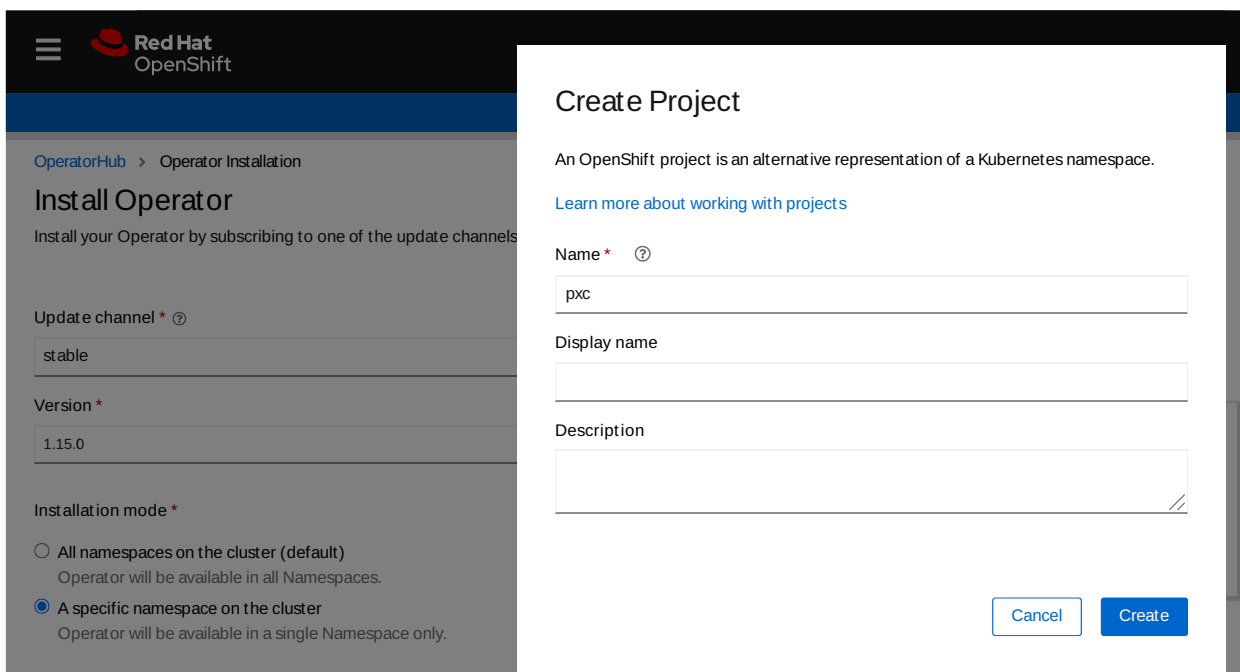 Red Hat
OpenShift
OperatorHub > Operator Installation
Install Operator
Install your Operator by subscribing to one of the update channels
Update channel *
stable
Version *
1.15.0
Installation mode *
All namespaces on the cluster (default)
Operator will be available in all Namespaces.
A specific namespace on the cluster
Operator will be available in a single Namespace only.
Create Project
An OpenShift project is an alternative representation of a Kubernetes namespace.
Learn more about working with projects
Name *
pxc
Display name
Description
Cancel
Create